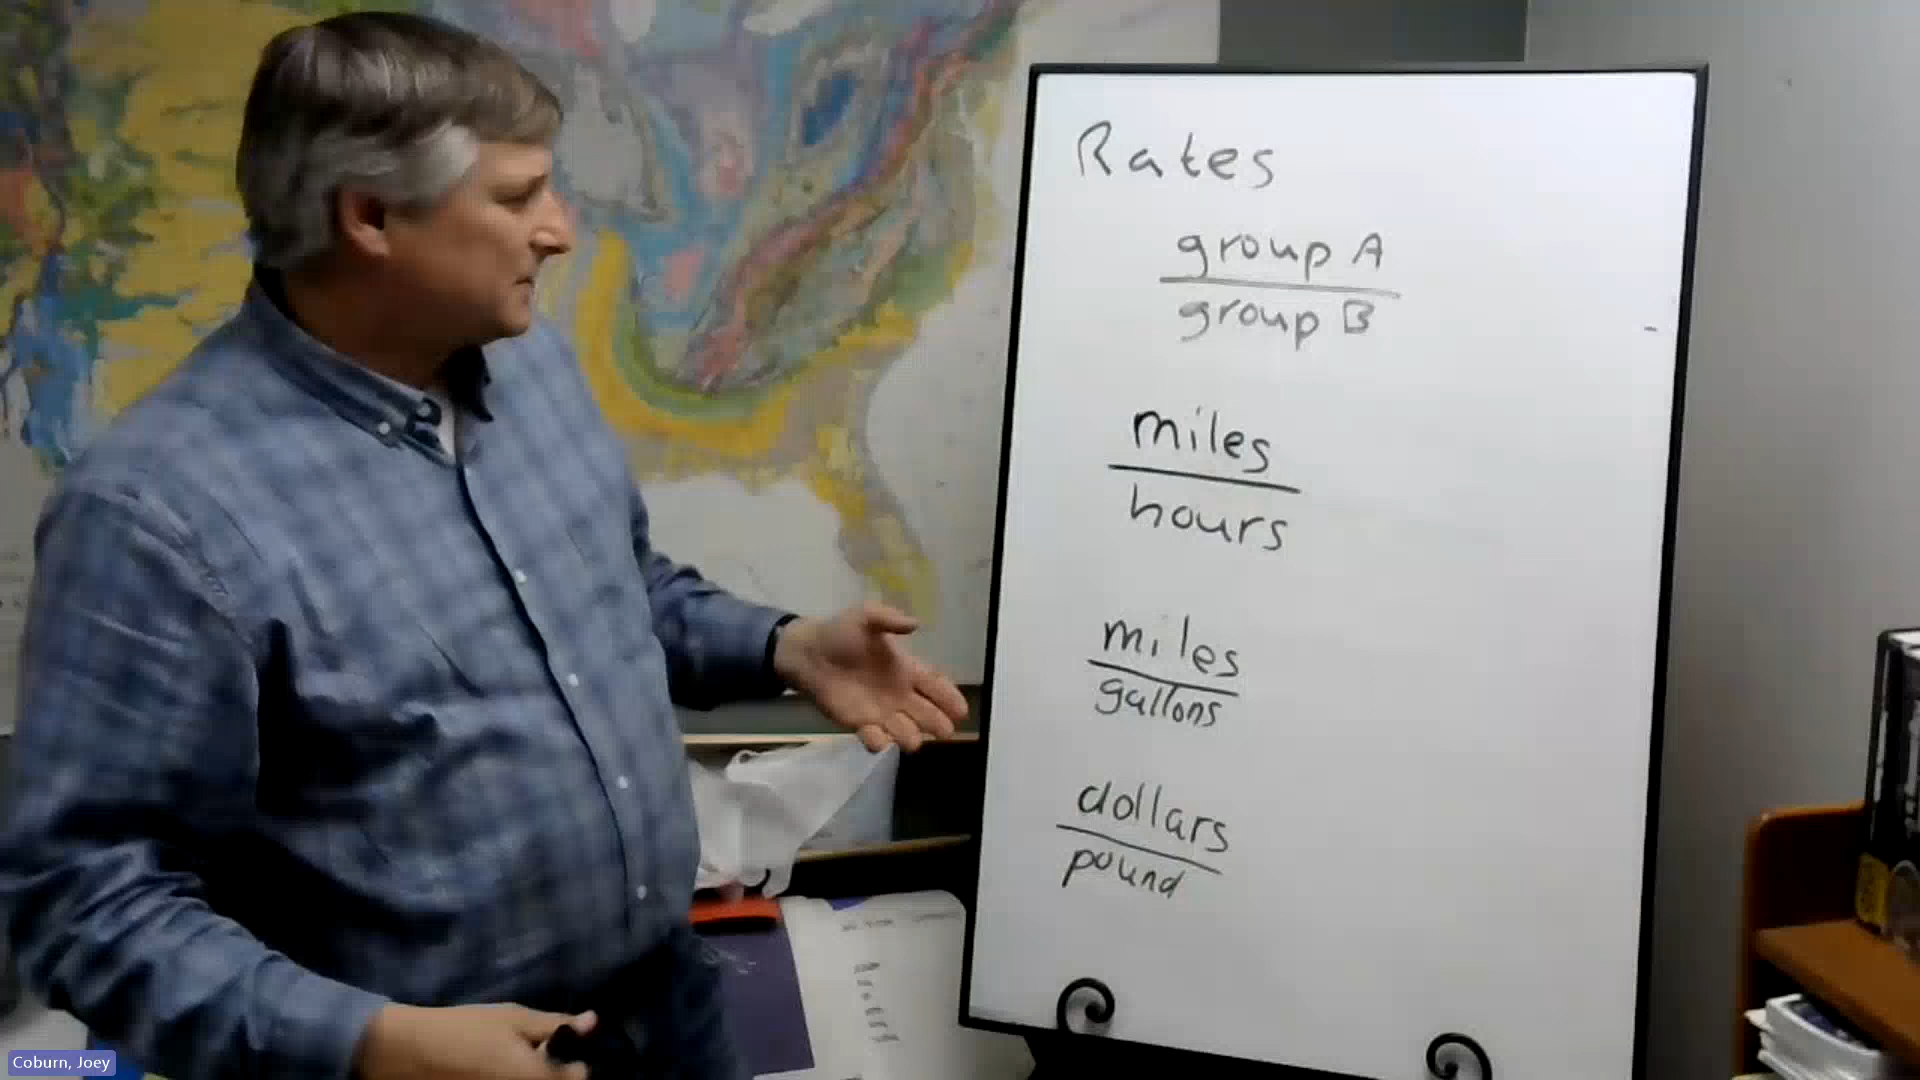 Rates
group A
group B
miles
hours
miles
gallons
dollars
pound
Coburn, Joey